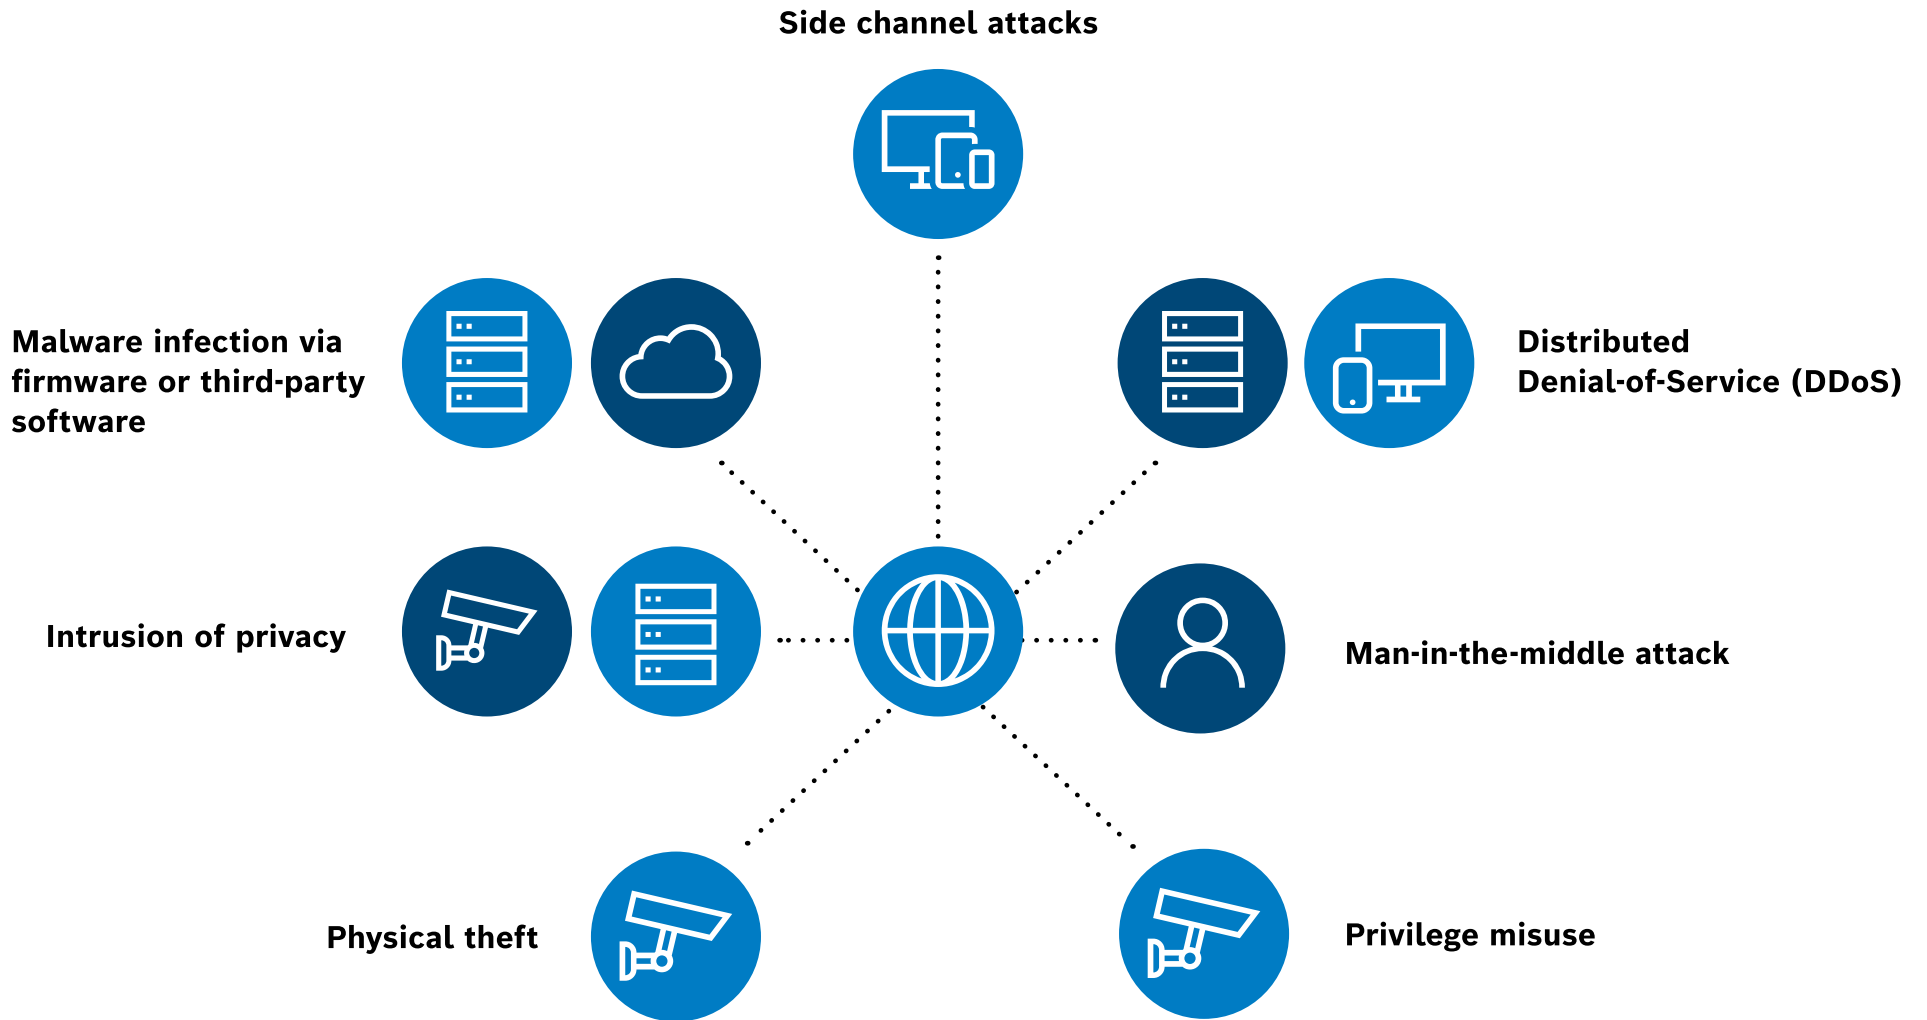 Side channel attacks
Malware infection via
firmware or third-party
software
Distributed
Denial-of-Service (DDoS)
Intrusion of privacy
Man-in-the-middle attack
Physical theft
Privilege misuse